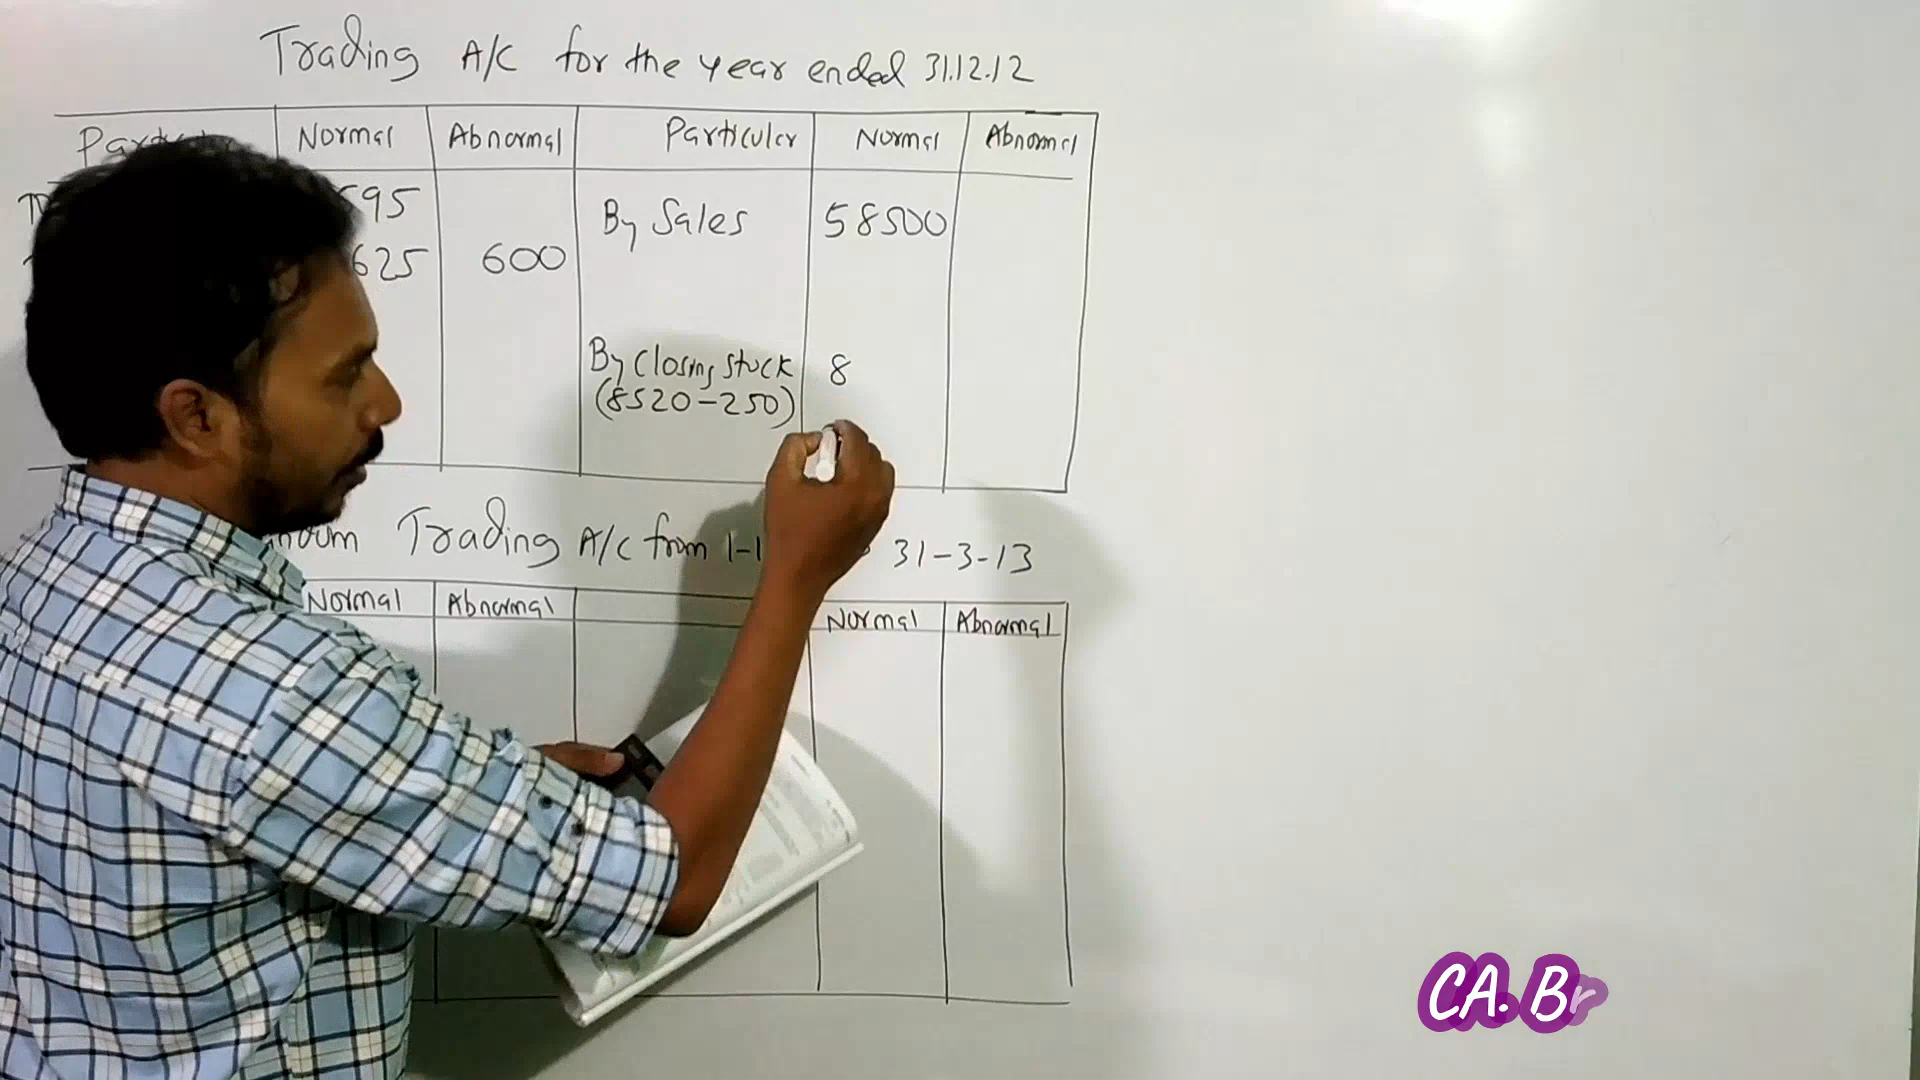 Trading A/C for the year ended 31.12.12
Normal Abnormal Particular Normal Abnormal
595 By Sales 58500
625 600
By Closing Stock 8
(8520-250)
Trading A/C from 1-1 31-3-13
Normal Abnormal Normal Abnormal
CA. Br